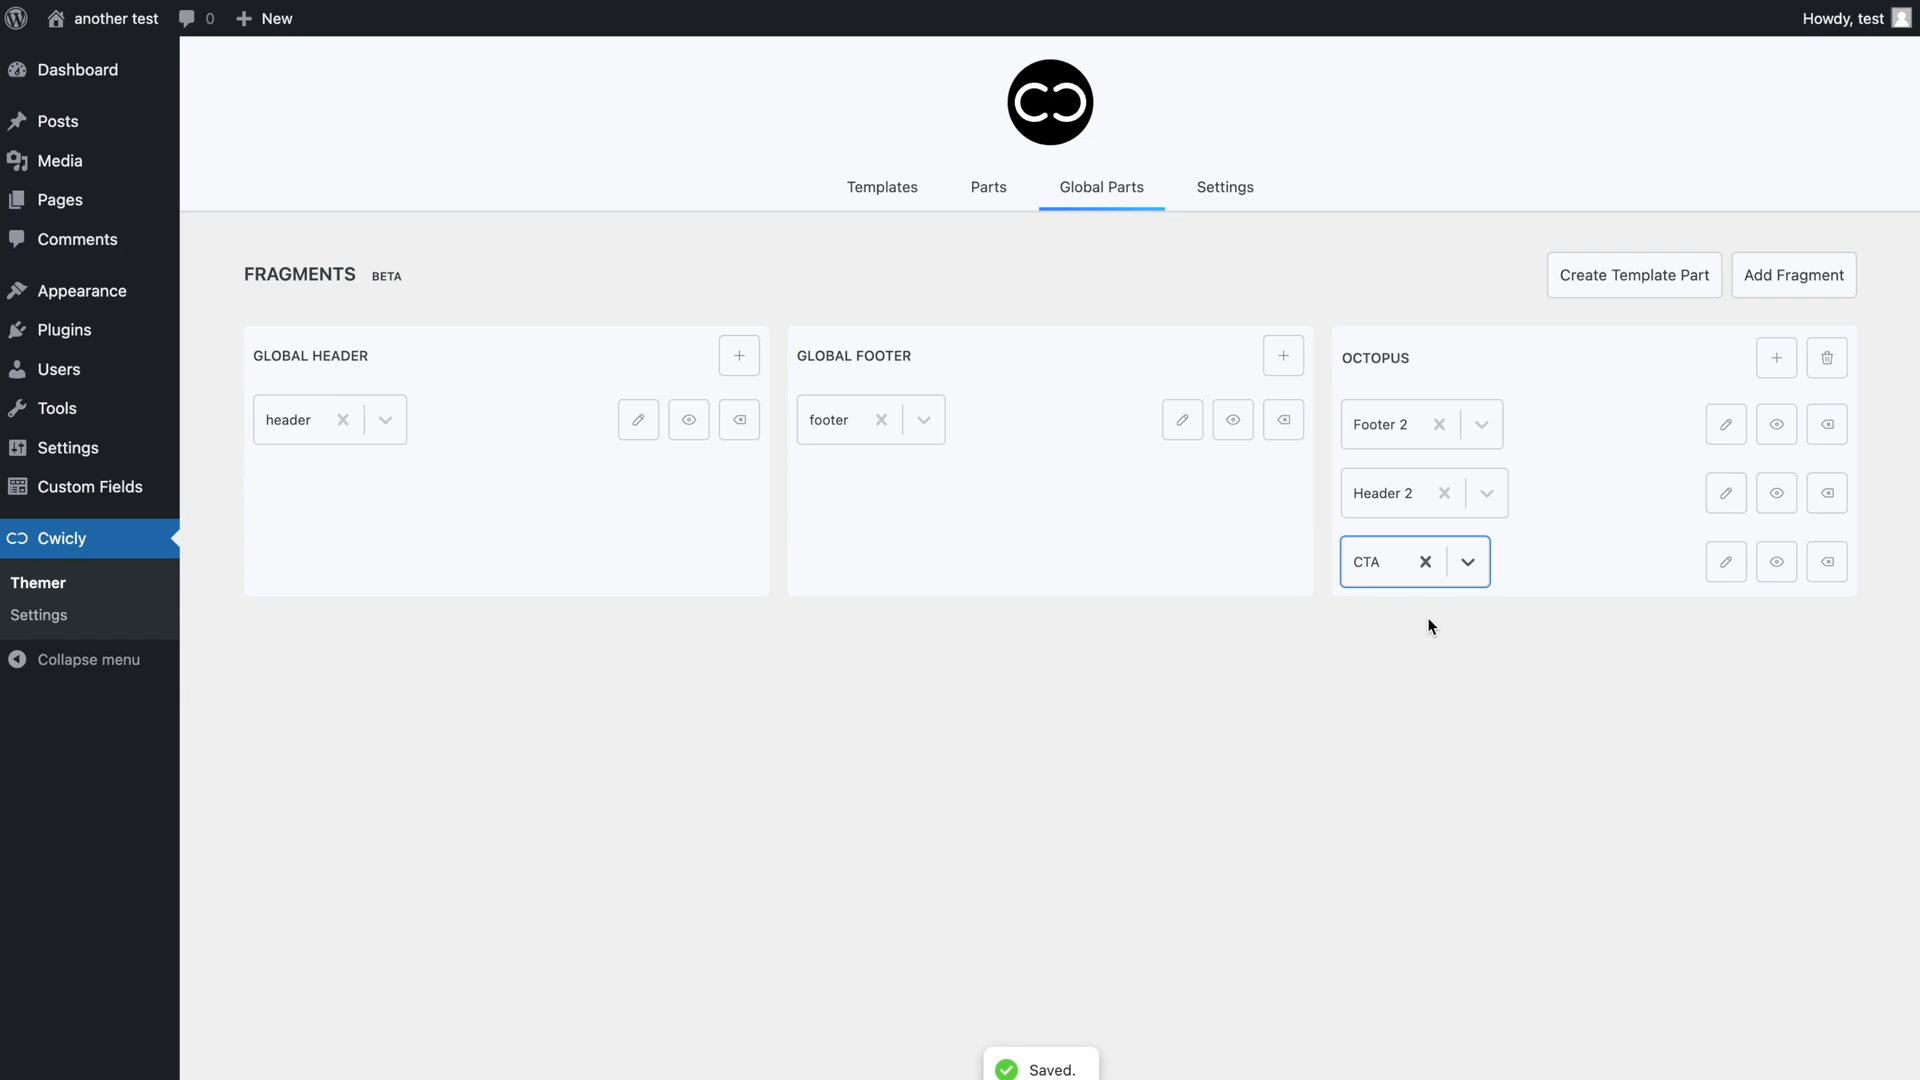 another test
0
New
Howdy, test
Dashboard
Posts
Media
Pages
Comments
Appearance
Plugins
Users
Tools
Settings
Custom Fields
Cwicly
Themer
Settings
Collapse menu
Templates
Parts
Global Parts
Settings
FRAGMENTS BETA
Create Template Part
Add Fragment
GLOBAL HEADER
header
GLOBAL FOOTER
footer
OCTOPUS
Footer 2
Header 2
CTA
Saved.